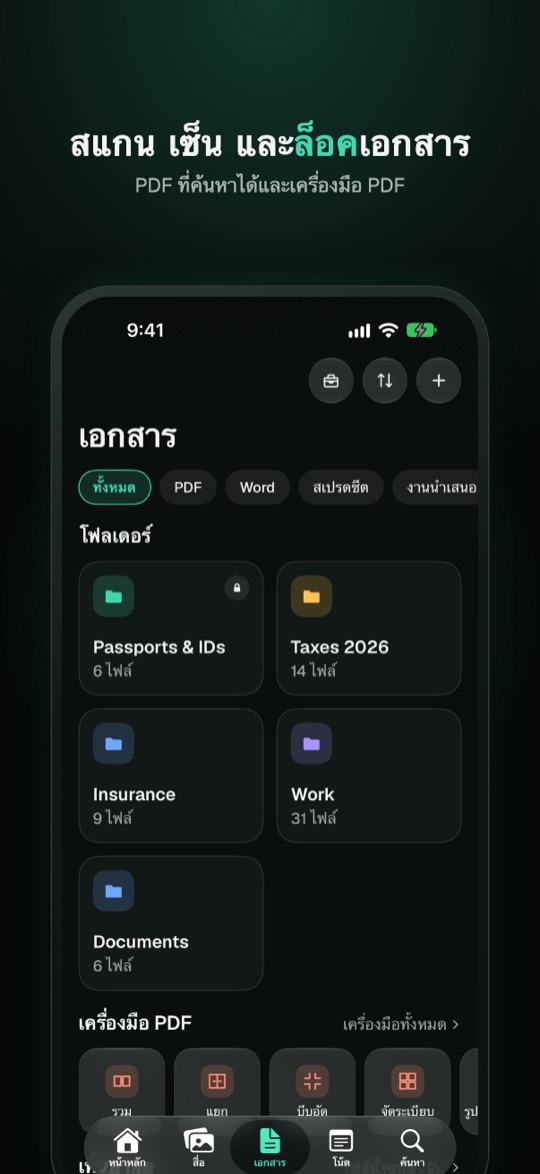 สแกน เซ็น และล็อคเอกสาร
PDF ที่ค้นหาได้และเครื่องมือ PDF
9:41
เอกสาร
ทั้งหมด PDF Word สเปรดชีต งานนำเสนอ
โฟลเดอร์
Passports & IDs
6 ไฟล์
Taxes 2026
14 ไฟล์
Insurance
9 ไฟล์
Work
31 ไฟล์
Documents
6 ไฟล์
เครื่องมือ PDF เครื่องมือทั้งหมด
รวม แยก บีบอัด จัดระเบียบ รูป
หน้าหลัก สื่อ เอกสาร โน้ต ค้นหา